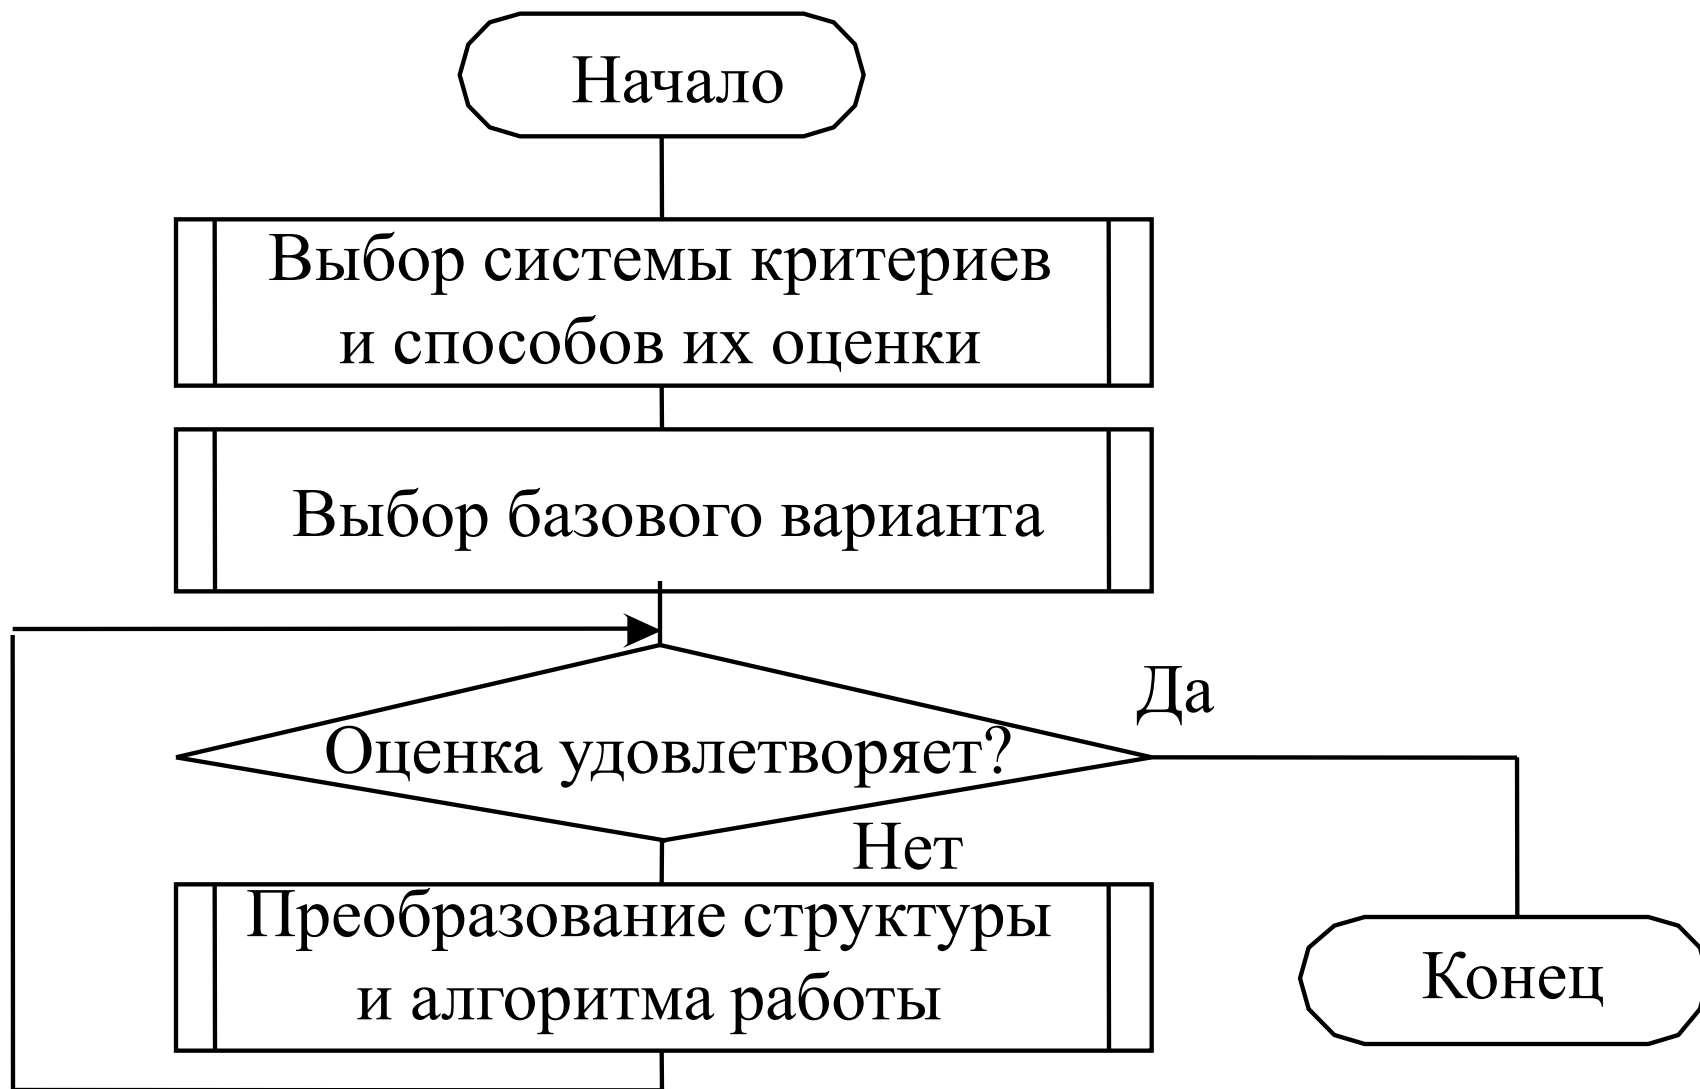 Начало
Выбор системы критериев
и способов их оценки
Выбор базового варианта
Да
Оценка удовлетворяет?
Нет
Преобразование структуры
и алгоритма работы
Конец